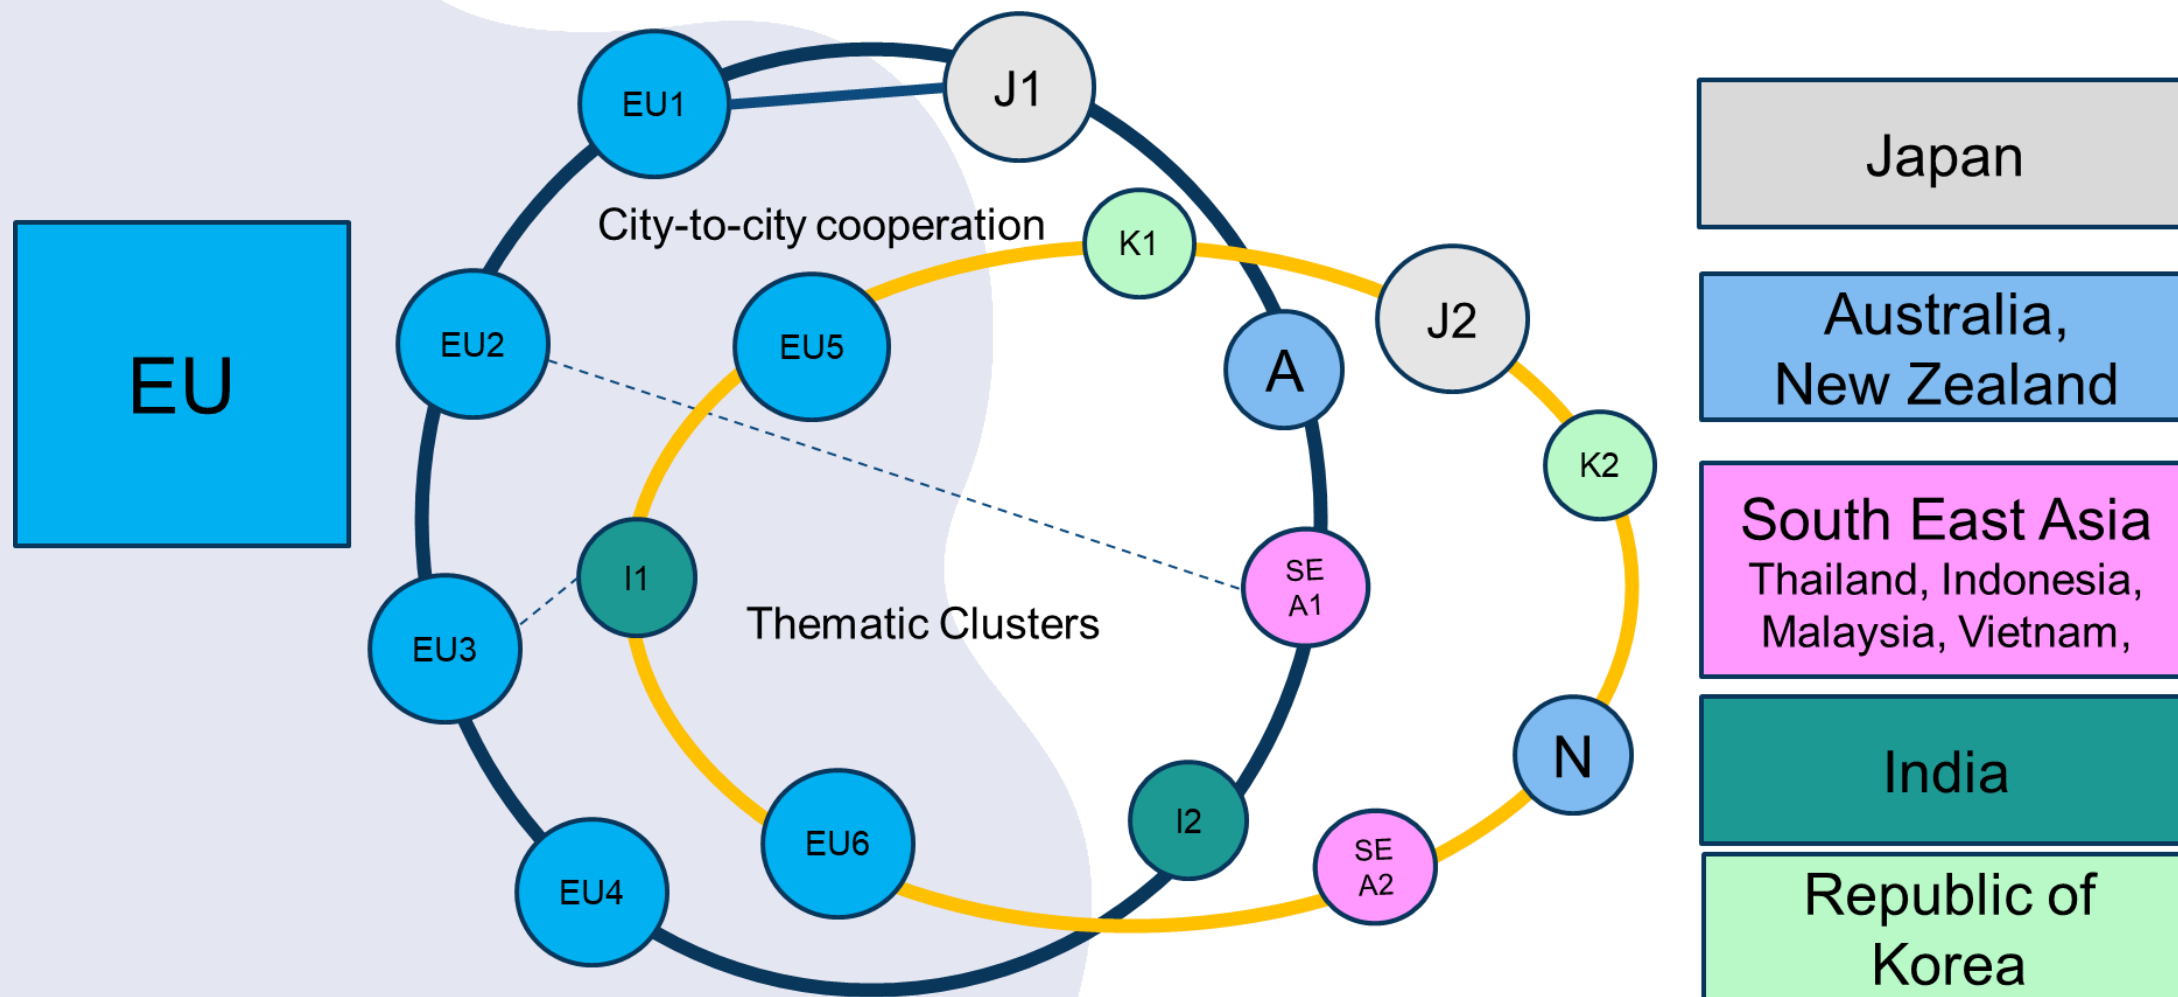 EU
EU1
J1
City-to-city cooperation
K1
EU2
EU5
J2
A
K2
I1
SE
A1
EU3
Thematic Clusters
N
I2
EU6
SE
A2
EU4
Japan
Australia,
New Zealand
South East Asia
Thailand, Indonesia,
Malaysia, Vietnam,
India
Republic of
Korea